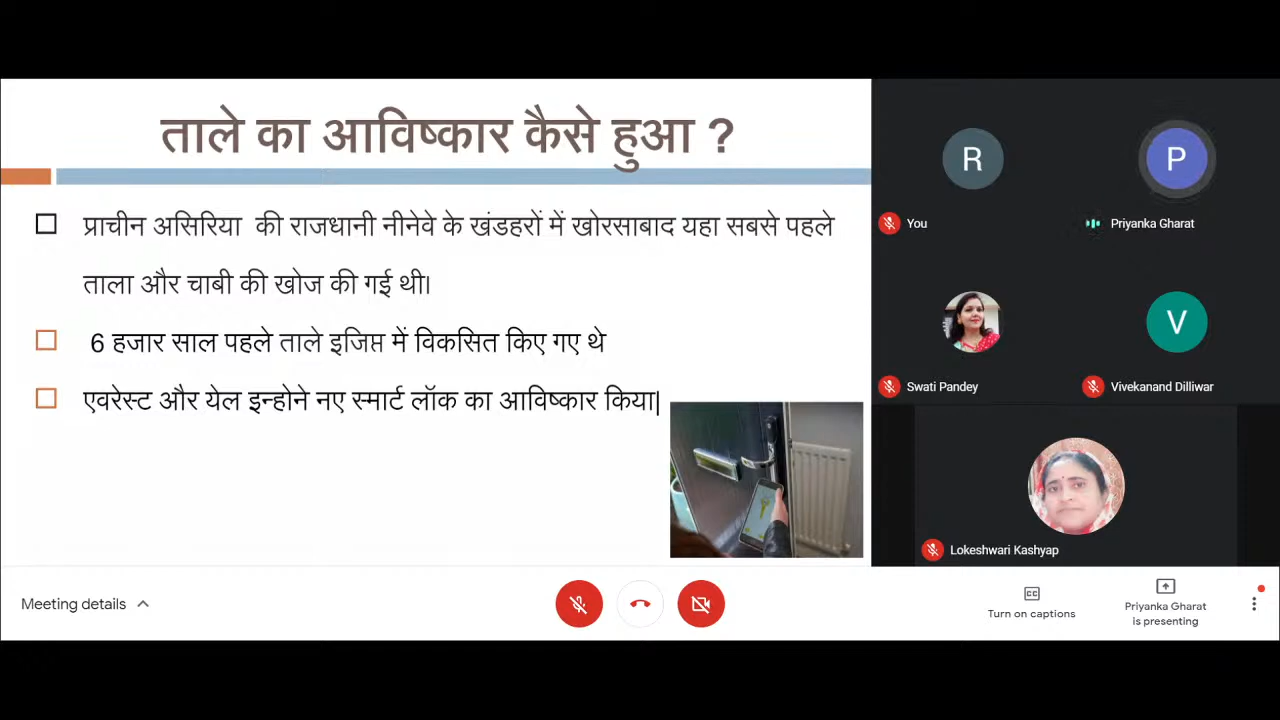 ताले का आविष्कार कैसे हुआ ?
प्राचीन असिरिया की राजधानी नीनेवे के खंडहरों में खोरसाबाद यहा सबसे पहले
ताला और चाबी की खोज की गई थी।
6 हजार साल पहले ताले इजिप्त में विकसित किए गए थे
एवरेस्ट और येल इन्होने नए स्मार्ट लॉक का आविष्कार किया|
R
P
You
Priyanka Gharat
V
Swati Pandey
Vivekanand Dilliwar
Lokeshwari Kashyap
Meeting details
CC
Turn on captions
Priyanka Gharat
is presenting